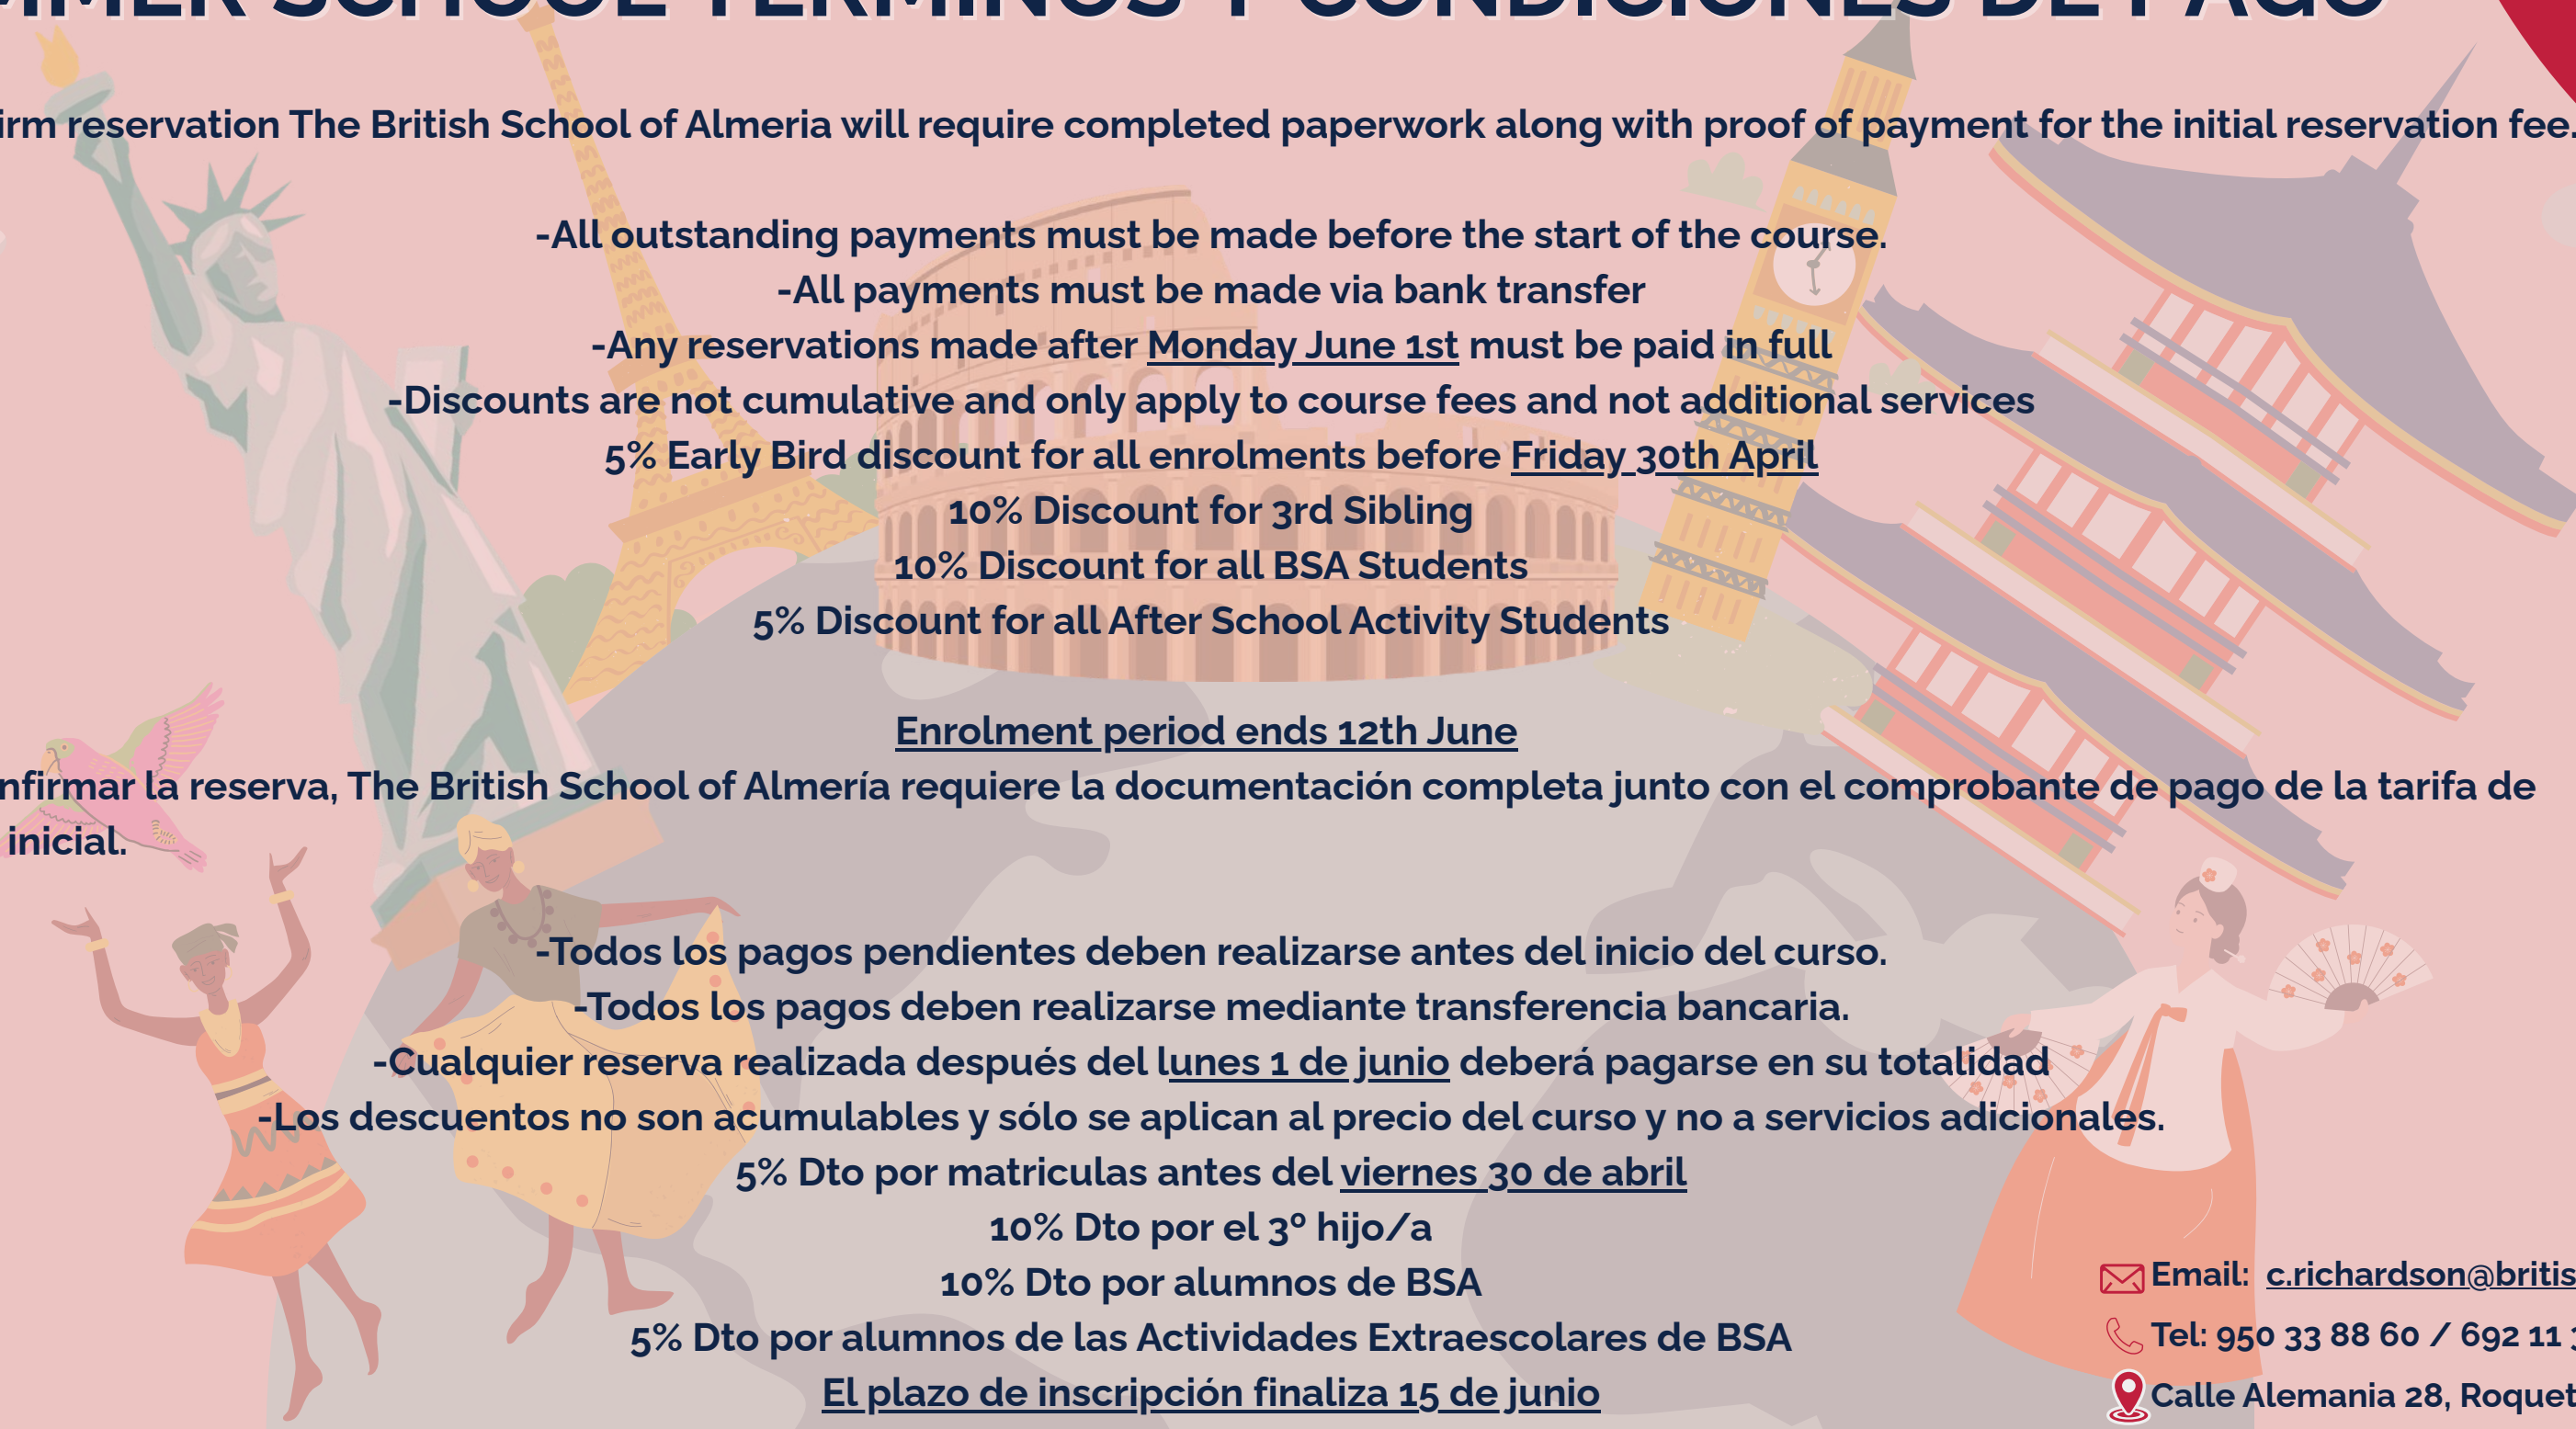 SCHOOL TERMINOS Y CONDICIONES DE PAGO
reservation The British School of Almeria will require completed paperwork along with proof of payment for the initial reservation fee.
-All outstanding payments must be made before the start of the course.
-All payments must be made via bank transfer
-Any reservations made after Monday June 1st must be paid in full
-Discounts are not cumulative and only apply to course fees and not additional services
5% Early Bird discount for all enrolments before Friday 30th April
10% Discount for 3rd Sibling
10% Discount for all BSA Students
5% Discount for all After School Activity Students
Enrolment period ends 12th June
nfirmar la reserva, The British School of Almería requiere la documentación completa junto con el comprobante de pago de la tarifa de
inicial.
-Todos los pagos pendientes deben realizarse antes del inicio del curso.
-Todos los pagos deben realizarse mediante transferencia bancaria.
-Cualquier reserva realizada después del lunes 1 de junio deberá pagarse en su totalidad
-Los descuentos no son acumulables y sólo se aplican al precio del curso y no a servicios adicionales.
5% Dto por matriculas antes del viernes 30 de abril
10% Dto por el 3º hijo/a
10% Dto por alumnos de BSA
5% Dto por alumnos de las Actividades Extraescolares de BSA
El plazo de inscripción finaliza 15 de junio
Email: c.richardson@britis
Tel: 950 33 88 60 / 692 11
Calle Alemania 28, Roquet